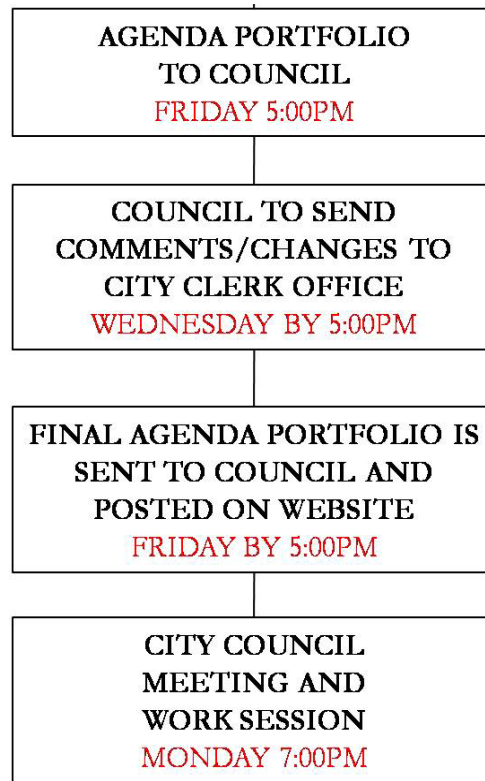 AGENDA PORTFOLIO
TO COUNCIL
FRIDAY 5:00PM
COUNCIL TO SEND
COMMENTS/CHANGES TO
CITY CLERK OFFICE
WEDNESDAY BY 5:00PM
FINAL AGENDA PORTFOLIO IS
SENT TO COUNCIL AND
POSTED ON WEBSITE
FRIDAY BY 5:00PM
CITY COUNCIL
MEETING AND
WORK SESSION
MONDAY 7:00PM